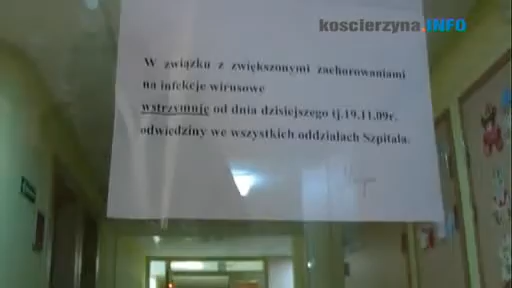 koscierzyna.INFO
W związku z zwiększonymi zachorowaniami
na infekcje wirusowe
wstrzymuję od dnia dzisiejszego tj.19.11.09r.
odwiedziny we wszystkich oddziałach Szpitala.